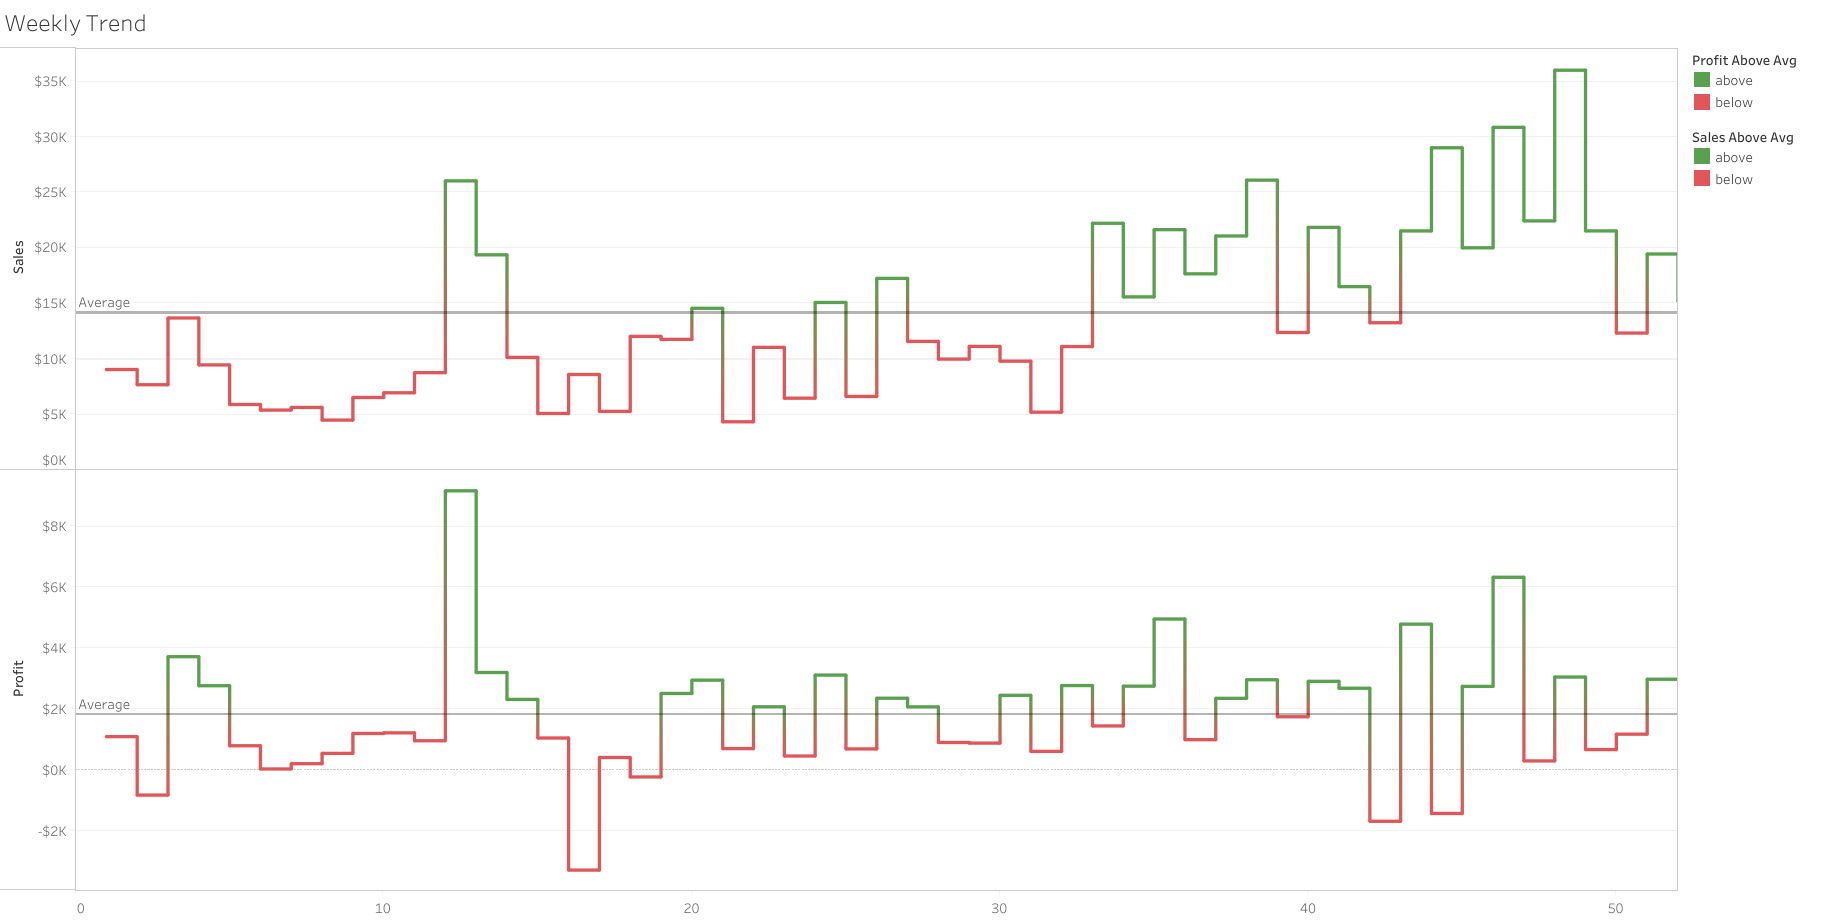 Weekly Trend
Profit Above Avg
above
below
Sales Above Avg
above
below
Sales
$35K
$30K
$25K
$20K
$15K
$10K
$5K
$0K
Average
Profit
$8K
$6K
$4K
$2K
$0K
-$2K
Average
0 10 20 30 40 50